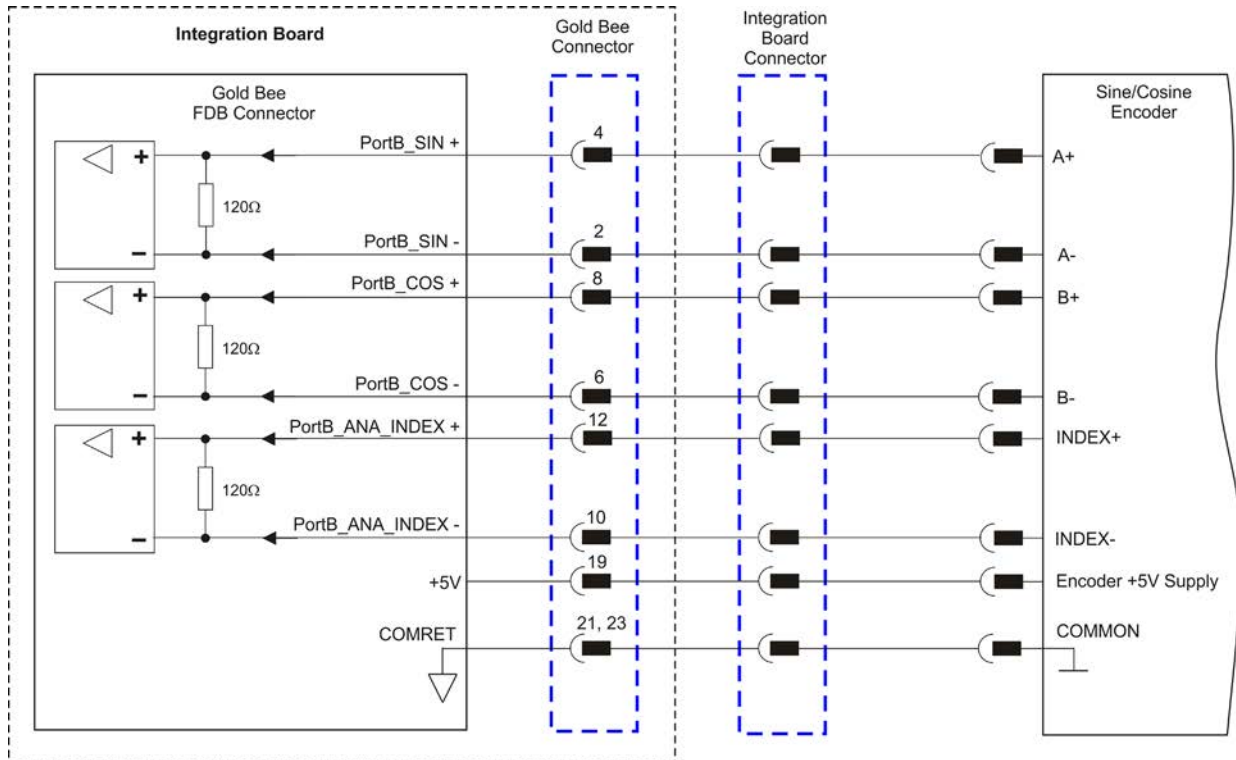 Integration Board
Gold Bee
Connector
Integration
Board
Connector
Gold Bee
FDB Connector
Sine/Cosine
Encoder
+
PortB_SIN +
4
A+
120Ω
−
PortB_SIN -
2
A-
+
PortB_COS +
8
B+
120Ω
−
PortB_COS -
6
B-
+
PortB_ANA_INDEX +
12
INDEX+
120Ω
−
PortB_ANA_INDEX -
10
INDEX-
+5V
19
Encoder +5V Supply
COMRET
21, 23
COMMON